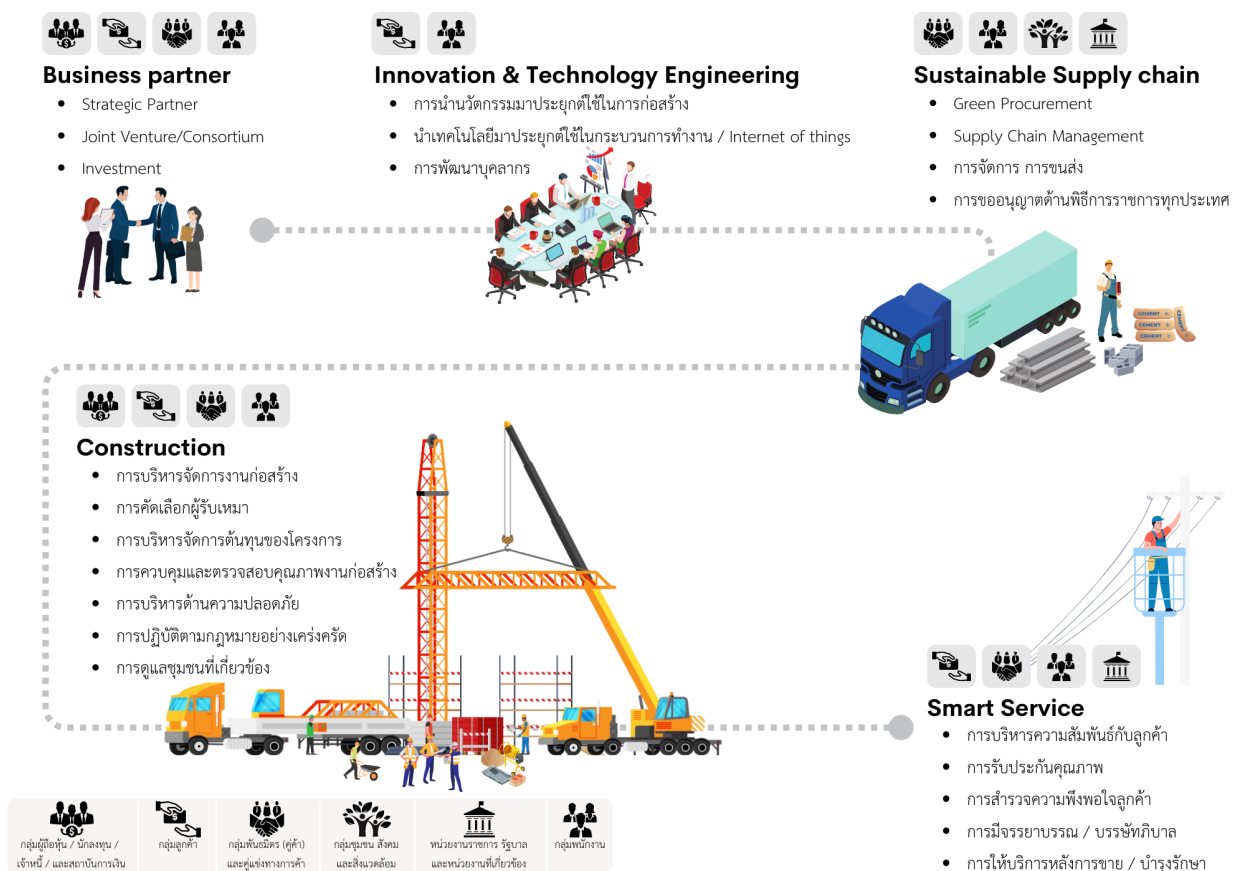 Business partner
• Strategic Partner
• Joint Venture/Consortium
• Investment
Innovation & Technology Engineering
• การนำนวัตกรรมมาประยุกต์ใช้ในการก่อสร้าง
• นำเทคโนโลยีมาประยุกต์ใช้ในกระบวนการทำงาน / Internet of things
• การพัฒนาบุคลากร
Sustainable Supply chain
• Green Procurement
• Supply Chain Management
• การจัดการ การขนส่ง
• การขออนุญาตด้านพิธีการราชการทุกประเทศ
CEMENT
CEMENT
CEMENT
CEMENT
Construction
• การบริหารจัดการงานก่อสร้าง
• การคัดเลือกผู้รับเหมา
• การบริหารจัดการต้นทุนของโครงการ
• การควบคุมและตรวจสอบคุณภาพงานก่อสร้าง
• การบริหารด้านความปลอดภัย
• การปฏิบัติตามกฎหมายอย่างเคร่งครัด
• การดูแลชุมชนที่เกี่ยวข้อง
Smart Service
• การบริหารความสัมพันธ์กับลูกค้า
• การรับประกันคุณภาพ
• การสำรวจความพึงพอใจลูกค้า
• การมีจรรยาบรรณ / บรรษัทภิบาล
• การให้บริการหลังการขาย / บำรุงรักษา
กลุ่มผู้ถือหุ้น / นักลงทุน /
เจ้าหนี้ / และสถาบันการเงิน
กลุ่มลูกค้า
กลุ่มพันธมิตร (คู่ค้า)
และคู่แข่งทางการค้า
กลุ่มชุมชน สังคม
และสิ่งแวดล้อม
หน่วยงานราชการ รัฐบาล
และหน่วยงานที่เกี่ยวข้อง
กลุ่มพนักงาน